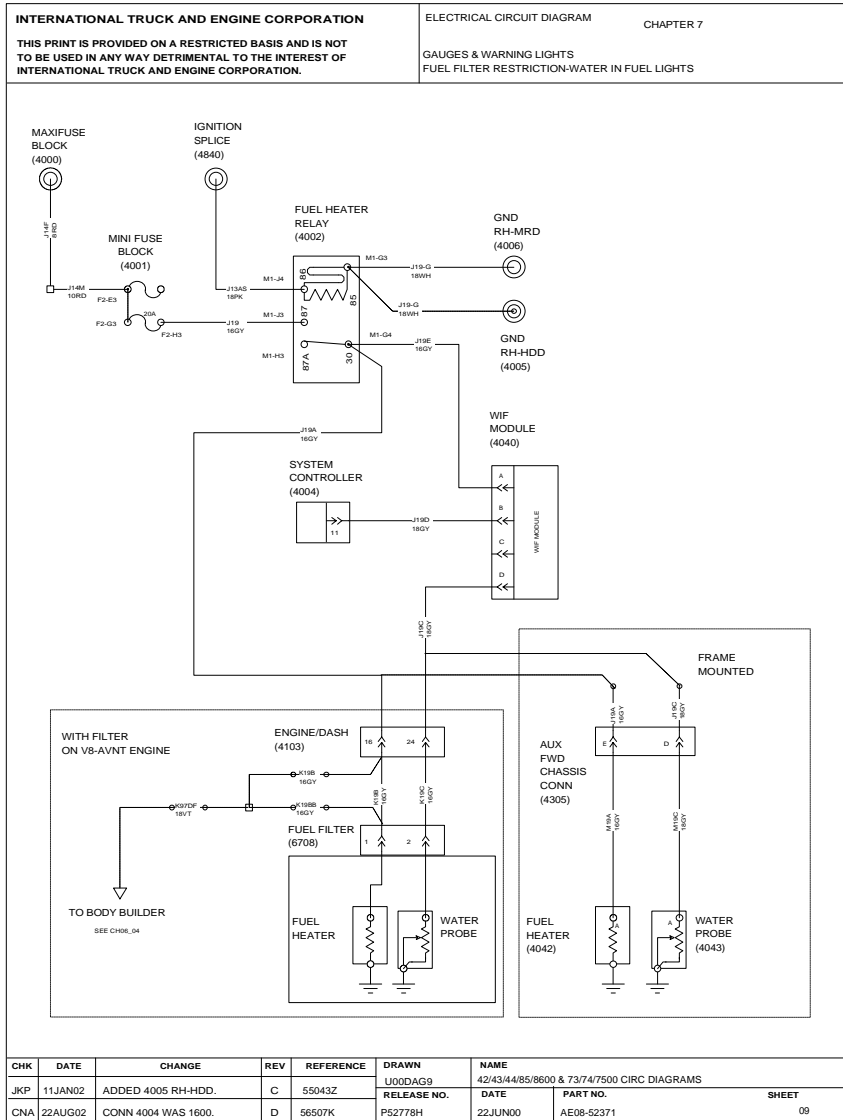 INTERNATIONAL TRUCK AND ENGINE CORPORATION
THIS PRINT IS PROVIDED ON A RESTRICTED BASIS AND IS NOT
TO BE USED IN ANY WAY DETRIMENTAL TO THE INTEREST OF
INTERNATIONAL TRUCK AND ENGINE CORPORATION.
ELECTRICAL CIRCUIT DIAGRAM
CHAPTER 7
GAUGES & WARNING LIGHTS
FUEL FILTER RESTRICTION-WATER IN FUEL LIGHTS
MAXIFUSE
BLOCK
(4000)
IGNITION
SPLICE
(4840)
J14F
8RD
MINI FUSE
BLOCK
(4001)
FUEL HEATER
RELAY
(4002)
GND
RH-MRD
(4006)
J14M
10RD
F2-E3
F2-G3
20A
F2-H3
J19
16GY
J13AS
18PK
M1-J4
M1-J3
M1-H3
86
85
87
87A
30
M1-G3
M1-G4
J19-G
18WH
J19-G
18WH
GND
RH-HDD
(4005)
J19E
16GY
J19A
16GY
WIF
MODULE
(4040)
SYSTEM
CONTROLLER
(4004)
11
J19D
18GY
A
B
C
D
WIF MODULE
J19C
18GY
FRAME
MOUNTED
WITH FILTER
ON V8-AVNT ENGINE
ENGINE/DASH
(4103)
16
24
K19B
16GY
K19BB
16GY
K97DF
18VT
K19B
16GY
K19C
16GY
FUEL FILTER
(6708)
1
2
TO BODY BUILDER
SEE CH06_04
FUEL
HEATER
WATER
PROBE
J19A
16GY
J19C
18GY
AUX
FWD
CHASSIS
CONN
(4305)
E
D
M19A
16GY
M19C
18GY
FUEL
HEATER
(4042)
A
A
WATER
PROBE
(4043)
CHK DATE CHANGE REV REFERENCE
JKP 11JAN02 ADDED 4005 RH-HDD. C 55043Z
CNA 22AUG02 CONN 4004 WAS 1600. D 56507K
DRAWN
U00DAG9
NAME
42/43/44/85/8600 & 73/74/7500 CIRC DIAGRAMS
RELEASE NO. DATE PART NO. SHEET
P52778H 22JUN00 AE08-52371 09